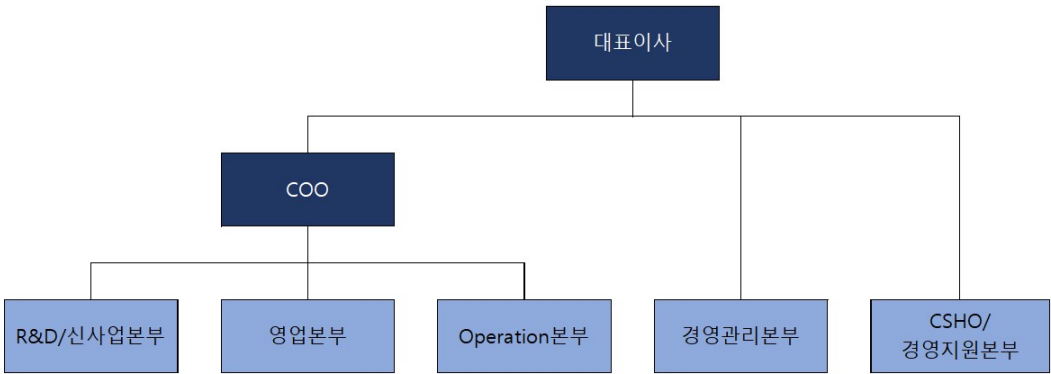 대표이사
COO
R&D/신사업본부
영업본부
Operation본부
경영관리본부
CSHO/
경영지원본부